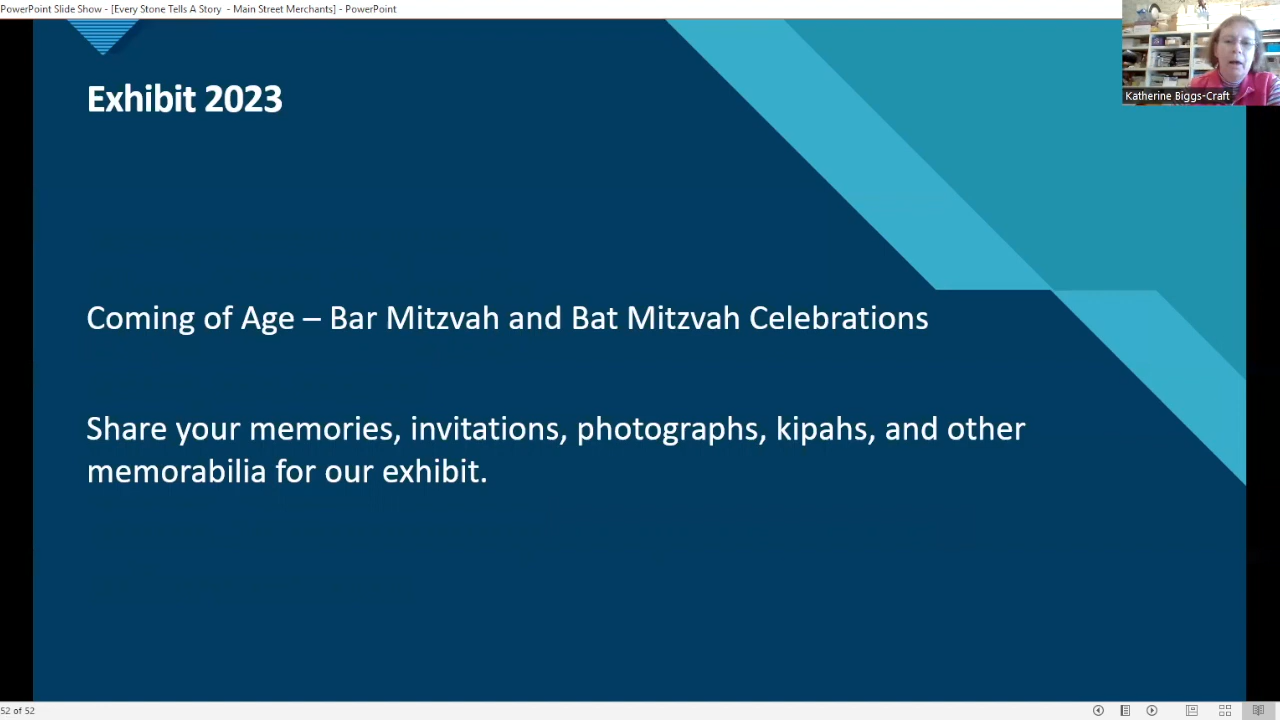 PowerPoint Slide Show - [Every Stone Tells A Story - Main Street Merchants] - PowerPoint
Katherine Biggs-Craft
Exhibit 2023
Coming of Age – Bar Mitzvah and Bat Mitzvah Celebrations
Share your memories, invitations, photographs, kipahs, and other
memorabilia for our exhibit.
52 of 52